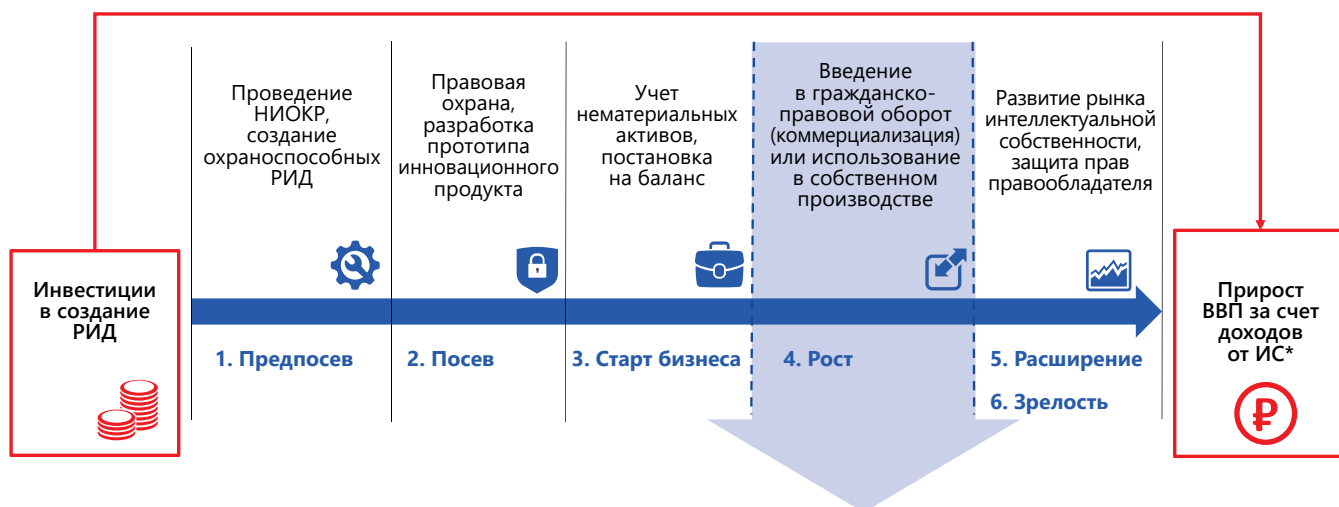 Инвестиции
в создание
РИД
Проведение
НИОКР,
создание
охраноспособных
РИД
1. Предпосев
Правовая
охрана,
разработка
прототипа
инновационного
продукта
2. Посев
Учет
нематериальных
активов,
постановка
на баланс
3. Старт бизнеса
Введение
в гражданско-
правовой оборот
(коммерциализация)
или использование
в собственном
производстве
4. Рост
Развитие рынка
интеллектуальной
собственности,
защита прав
правообладателя
5. Расширение
6. Зрелость
Прирост
ВВП за счет
доходов
от ИС*
₽